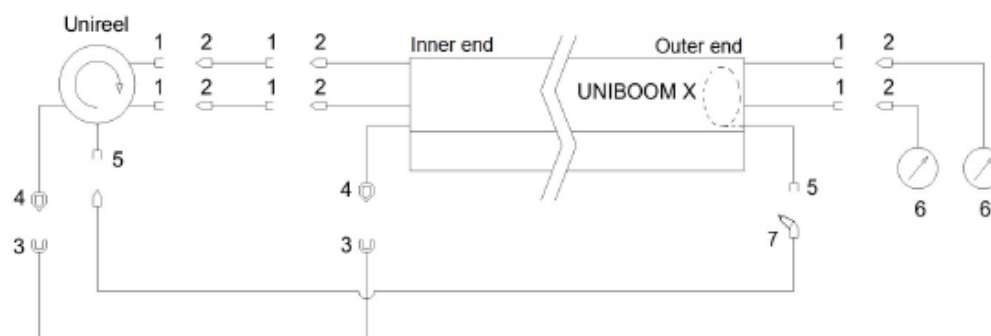 Unireel
1 2 1 2 Inner end Outer end 1 2
1 2 1 2 UNIBOOM X 1 2
5
4 4 5 6 6
3 3 7